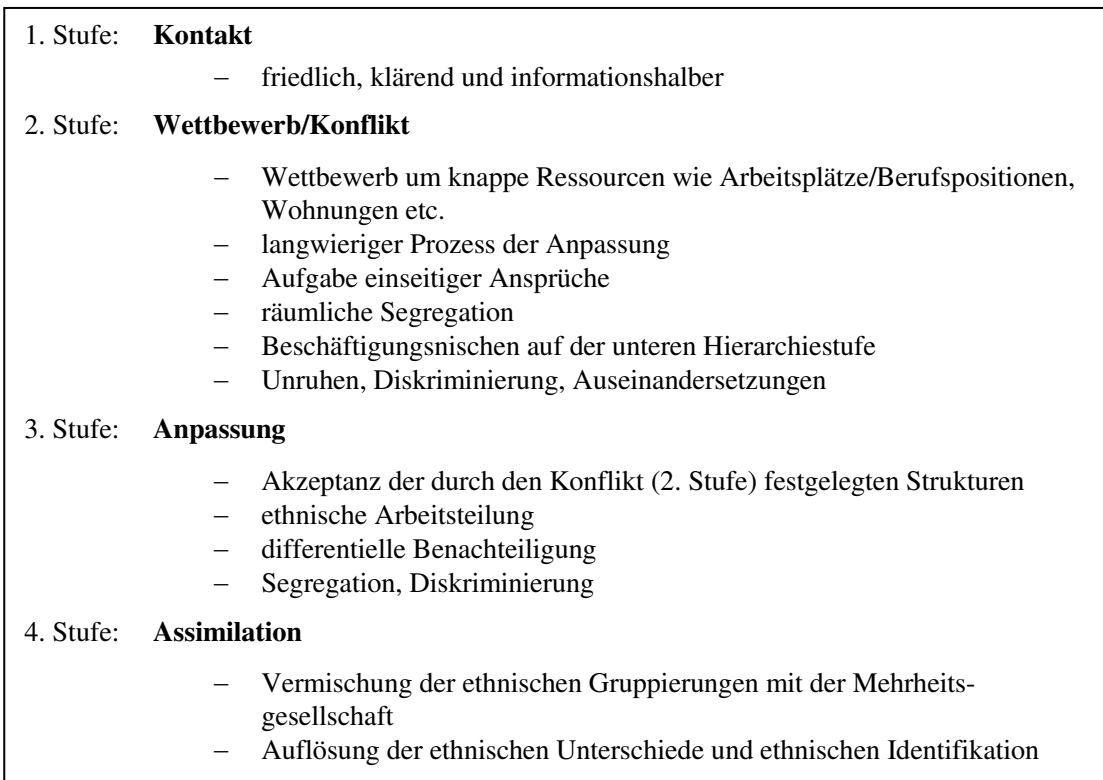 1. Stufe: Kontakt
– friedlich, klärend und informationshalber
2. Stufe: Wettbewerb/Konflikt
– Wettbewerb um knappe Ressourcen wie Arbeitsplätze/Berufspositionen,
Wohnungen etc.
– langwieriger Prozess der Anpassung
– Aufgabe einseitiger Ansprüche
– räumliche Segregation
– Beschäftigungsnischen auf der unteren Hierarchiestufe
– Unruhen, Diskriminierung, Auseinandersetzungen
3. Stufe: Anpassung
– Akzeptanz der durch den Konflikt (2. Stufe) festgelegten Strukturen
– ethnische Arbeitsteilung
– differentielle Benachteiligung
– Segregation, Diskriminierung
4. Stufe: Assimilation
– Vermischung der ethnischen Gruppierungen mit der Mehrheits-
gesellschaft
– Auflösung der ethnischen Unterschiede und ethnischen Identifikation